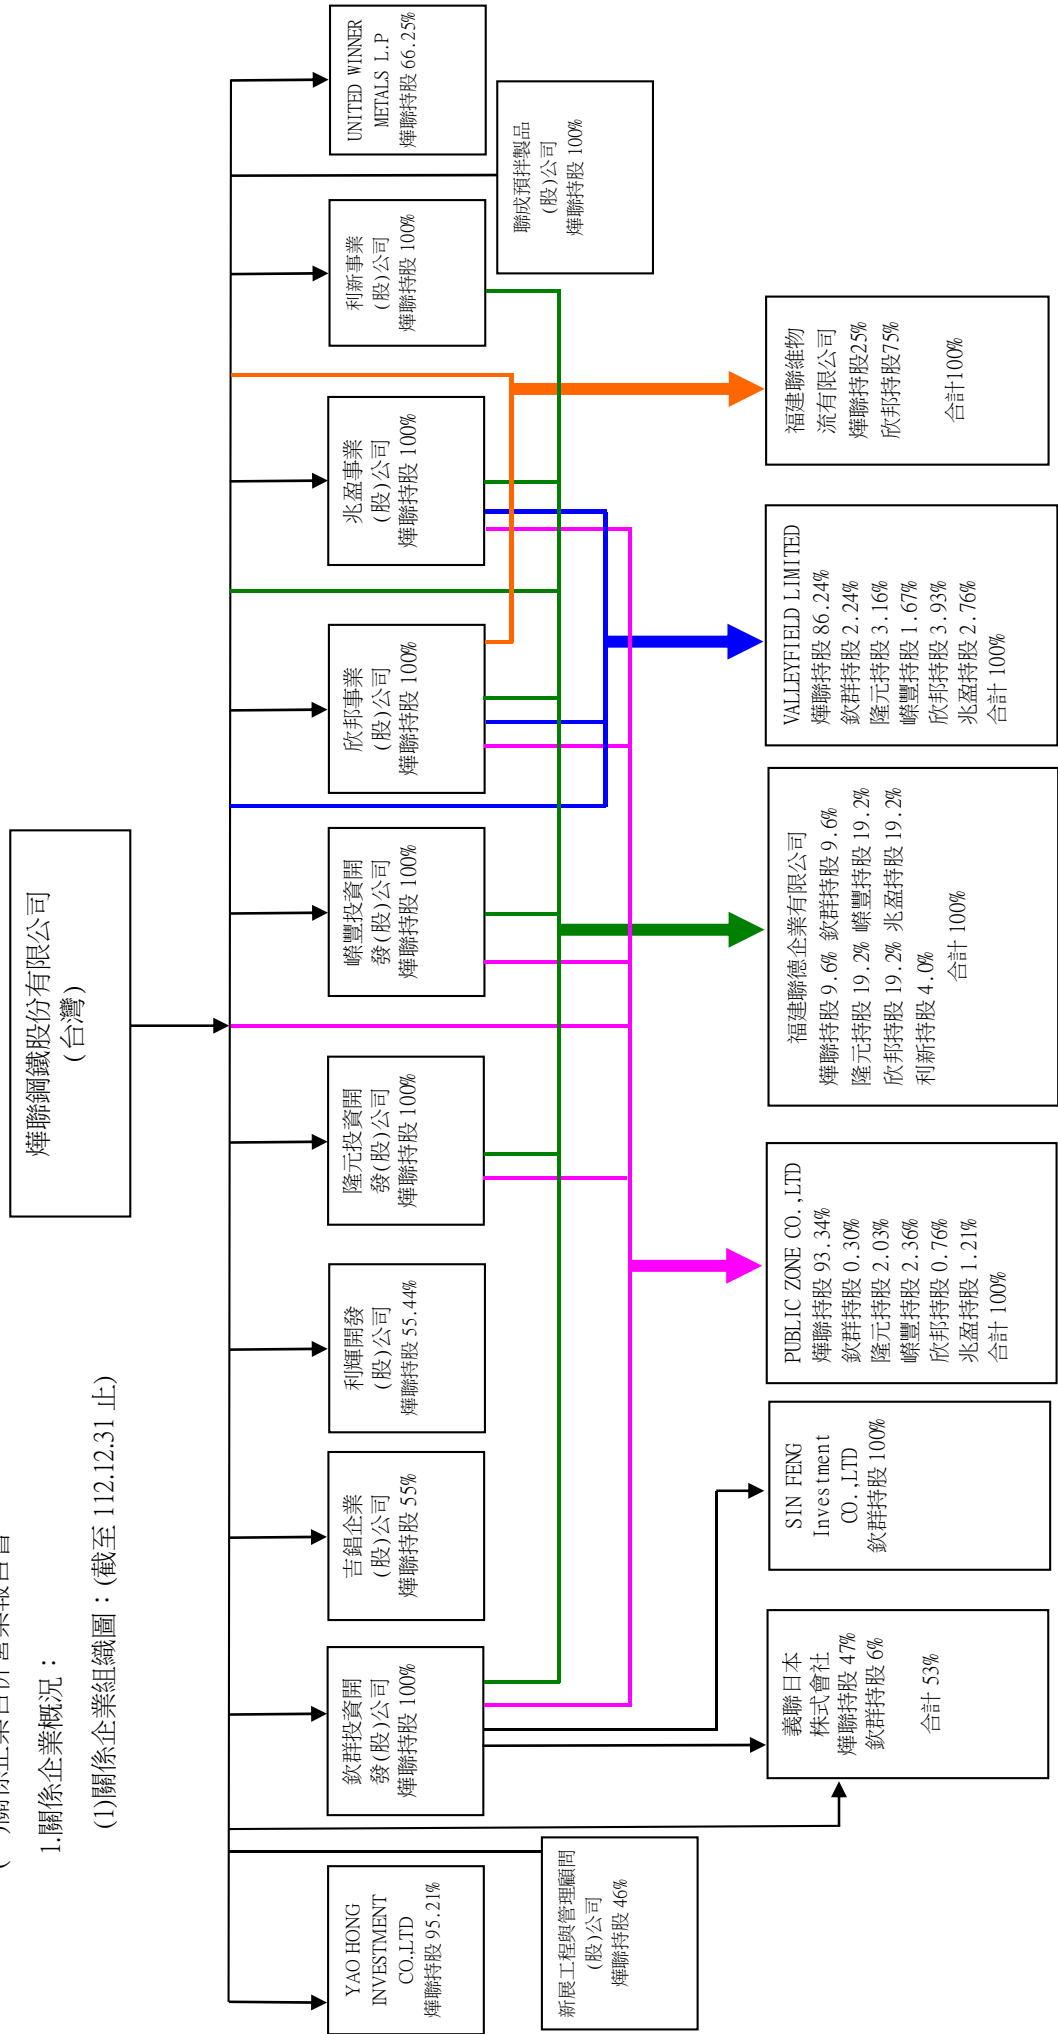 1.關係企業概況：
(1)關係企業組織圖：(截至 112.12.31 止)
燁聯鋼鐵股份有限公司
(台灣)
YAO HONG
INVESTMENT
CO.,LTD
燁聯持股 95.21%
欽群投資開
發(股)公司
燁聯持股 100%
吉錩企業
(股)公司
燁聯持股 55%
利輝開發
(股)公司
燁聯持股 55.44%
隆元投資開
發(股)公司
燁聯持股 100%
嶸豐投資開
發(股)公司
燁聯持股 100%
欣邦事業
(股)公司
燁聯持股 100%
兆盈事業
(股)公司
燁聯持股 100%
利新事業
(股)公司
燁聯持股 100%
UNITED WINNER
METALS L.P
燁聯持股 66.25%
新展工程與管理顧問
(股)公司
燁聯持股 46%
聯成預拌製品
(股)公司
燁聯持股 100%
義聯日本
株式會社
燁聯持股 47%
欽群持股 6%
合計 53%
SIN FENG
Investment
CO.,LTD
欽群持股 100%
PUBLIC ZONE CO.,LTD
燁聯持股 93.34%
欽群持股 0.30%
隆元持股 2.03%
嶸豐持股 2.36%
欣邦持股 0.76%
兆盈持股 1.21%
合計 100%
福建聯德企業有限公司
燁聯持股 9.6% 欽群持股 9.6%
隆元持股 19.2% 嶸豐持股 19.2%
欣邦持股 19.2% 兆盈持股 19.2%
利新持股 4.0%
合計 100%
VALLEYFIELD LIMITED
燁聯持股 86.24%
欽群持股 2.24%
隆元持股 3.16%
嶸豐持股 1.67%
欣邦持股 3.93%
兆盈持股 2.76%
合計 100%
福建聯維物
流有限公司
燁聯持股25%
欣邦持股75%
合計100%